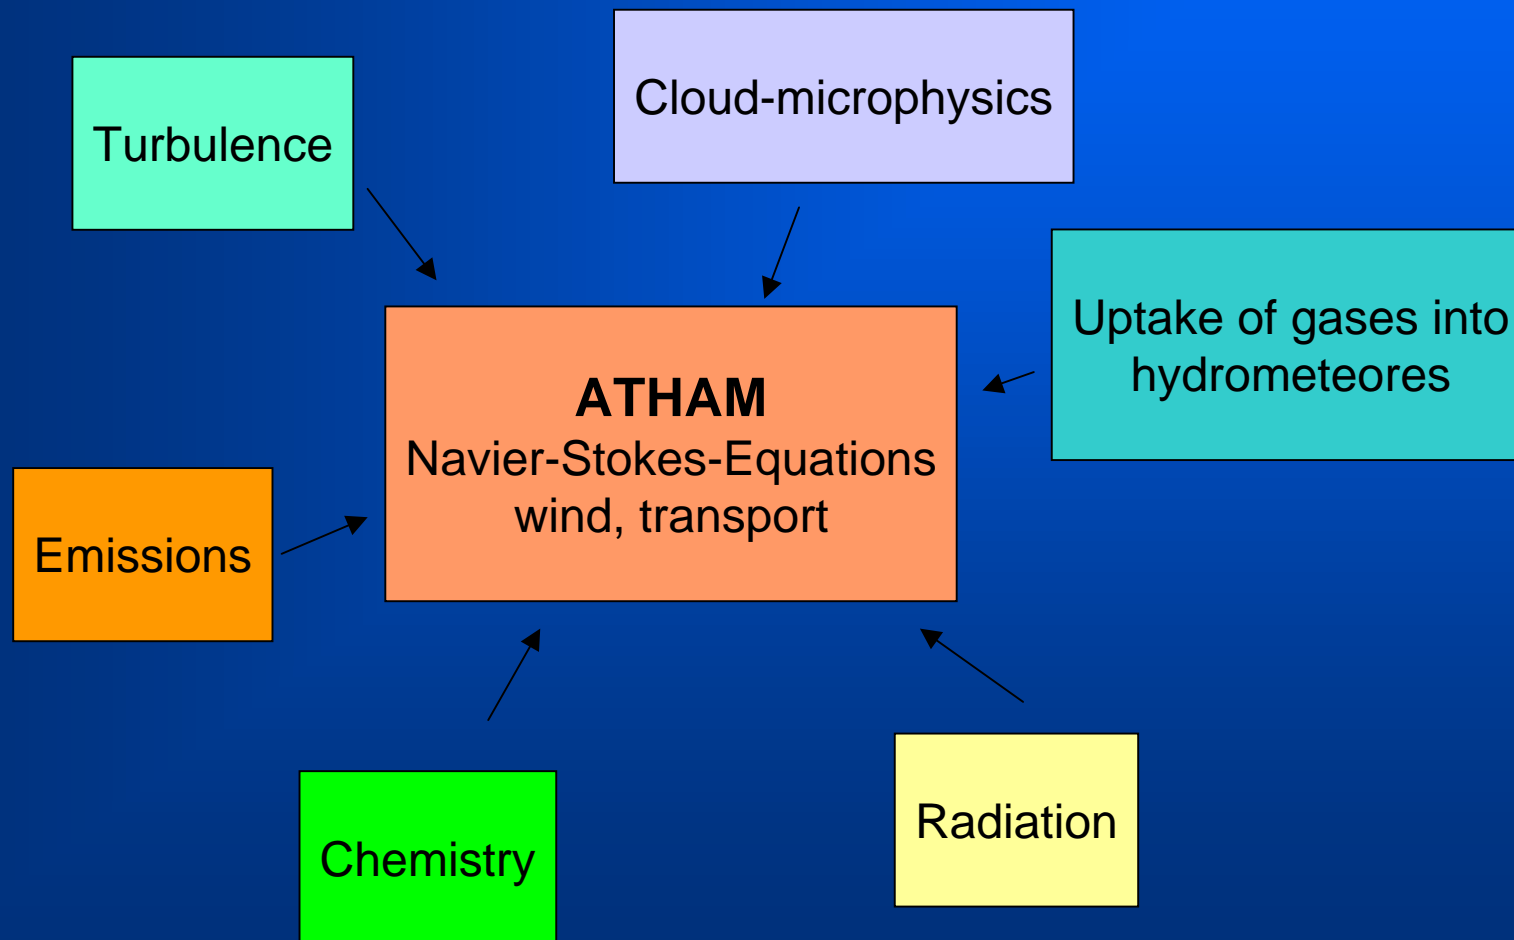 Cloud-microphysics
Turbulence
Uptake of gases into
hydrometeores
ATHAM
Navier-Stokes-Equations
wind, transport
Emissions
Radiation
Chemistry